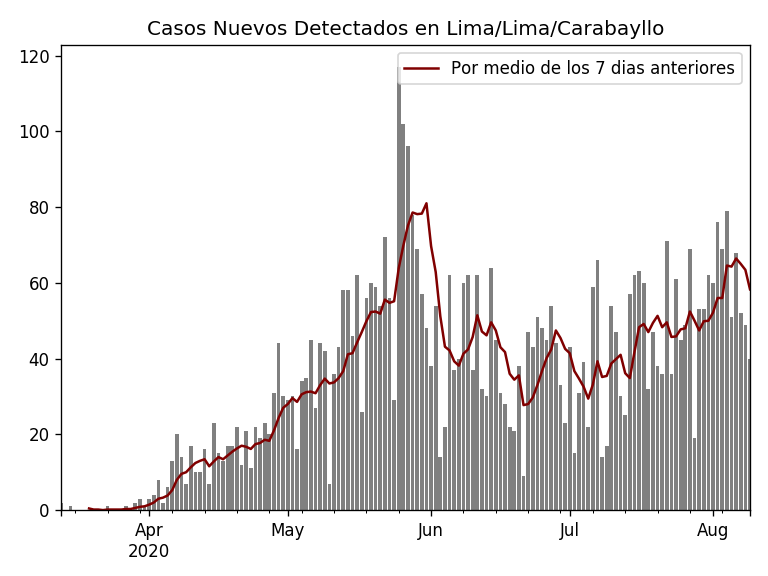 Casos Nuevos Detectados en Lima/Lima/Carabayllo
Por medio de los 7 dias anteriores
120
100
80
60
40
20
0
Apr May Jun Jul Aug
2020